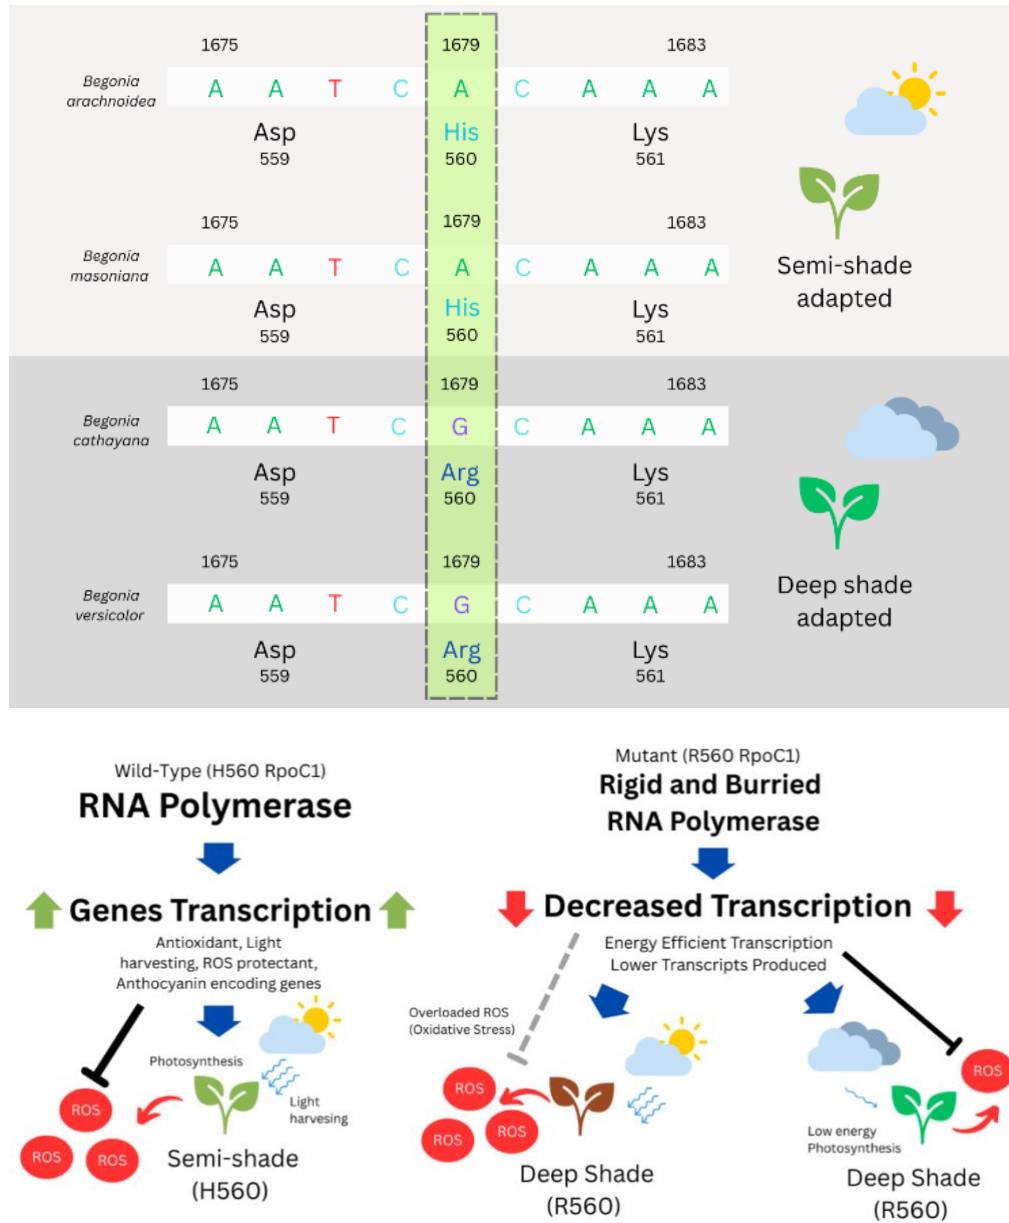 1675 1679 1683
Begonia
arachnoidea
A A T C A C A A A
Asp His Lys
559 560 561
1675 1679 1683
Begonia
masoniana
A A T C A C A A A
Asp His Lys
559 560 561
Semi-shade
adapted
1675 1679 1683
Begonia
cathayana
A A T C G C A A A
Asp Arg Lys
559 560 561
1675 1679 1683
Begonia
versicolor
A A T C G C A A A
Asp Arg Lys
559 560 561
Deep shade
adapted
Wild-Type (H560 RpoC1)
RNA Polymerase
Genes Transcription
Antioxidant, Light
harvesting, ROS protectant,
Anthocyanin encoding genes
Photosynthesis
Light
harvesing
ROS
ROS
ROS
Semi-shade
(H560)
Mutant (R560 RpoC1)
Rigid and Burried
RNA Polymerase
Decreased Transcription
Energy Efficient Transcription
Lower Transcripts Produced
Overloaded ROS
(Oxidative Stress)
ROS
ROS
ROS
Deep Shade
(R560)
ROS
Low energy
Photosynthesis
Deep Shade
(R560)